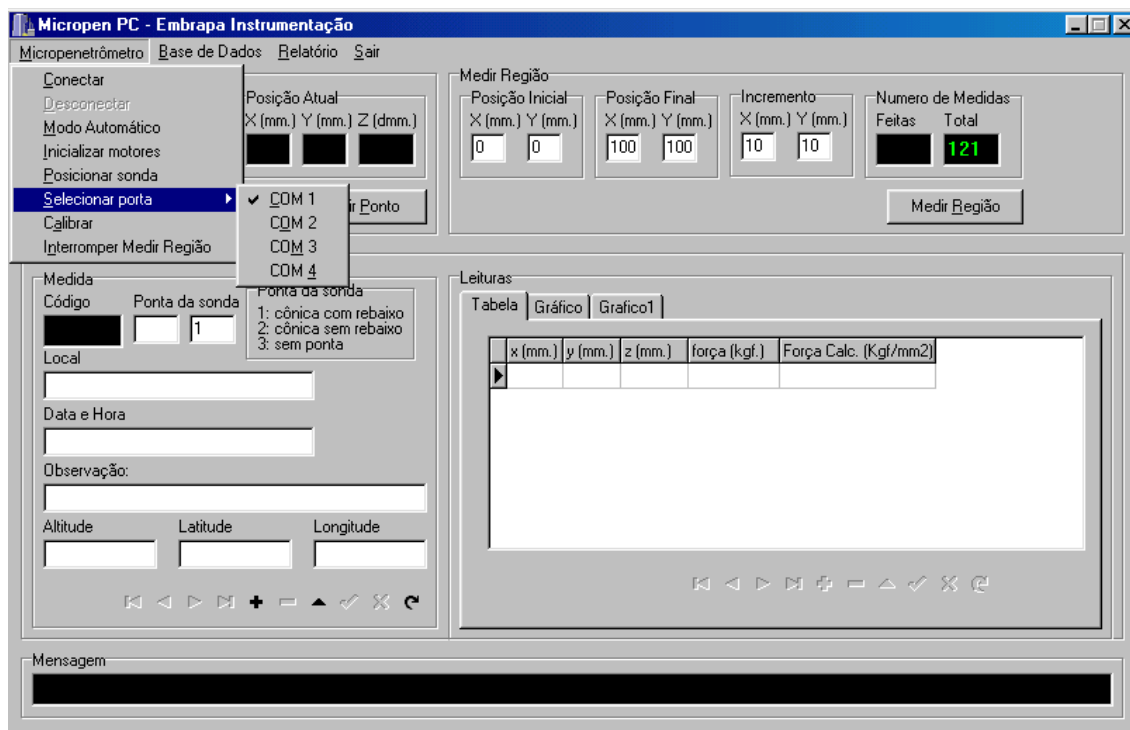 Micropen PC - Embrapa Instrumentação
Micropenetrômetro Base de Dados Relatório Sair
Conectar
Desconectar
Modo Automático
Inicializar motores
Posicionar sonda
Selecionar porta
Calibrar
Interromper Medir Região
COM 1
COM 2
COM 3
COM 4
Posição Atual
X (mm.) Y (mm.) Z (dmm.)
ir Ponto
Medir Região
Posição Inicial
X (mm.) Y (mm.)
0 0
Posição Final
X (mm.) Y (mm.)
100 100
Incremento
X (mm.) Y (mm.)
10 10
Numero de Medidas
Feitas Total
121
Medir Região
Medida
Código Ponta da sonda
1
Ponta da sonda
1: cônica com rebaixo
2: cônica sem rebaixo
3: sem ponta
Local
Data e Hora
Observação:
Altitude Latitude Longitude
Leituras
Tabela Gráfico Grafico1
x (mm.) y (mm.) z (mm.) força (kgf.) Força Calc. (Kgf/mm2)
Mensagem